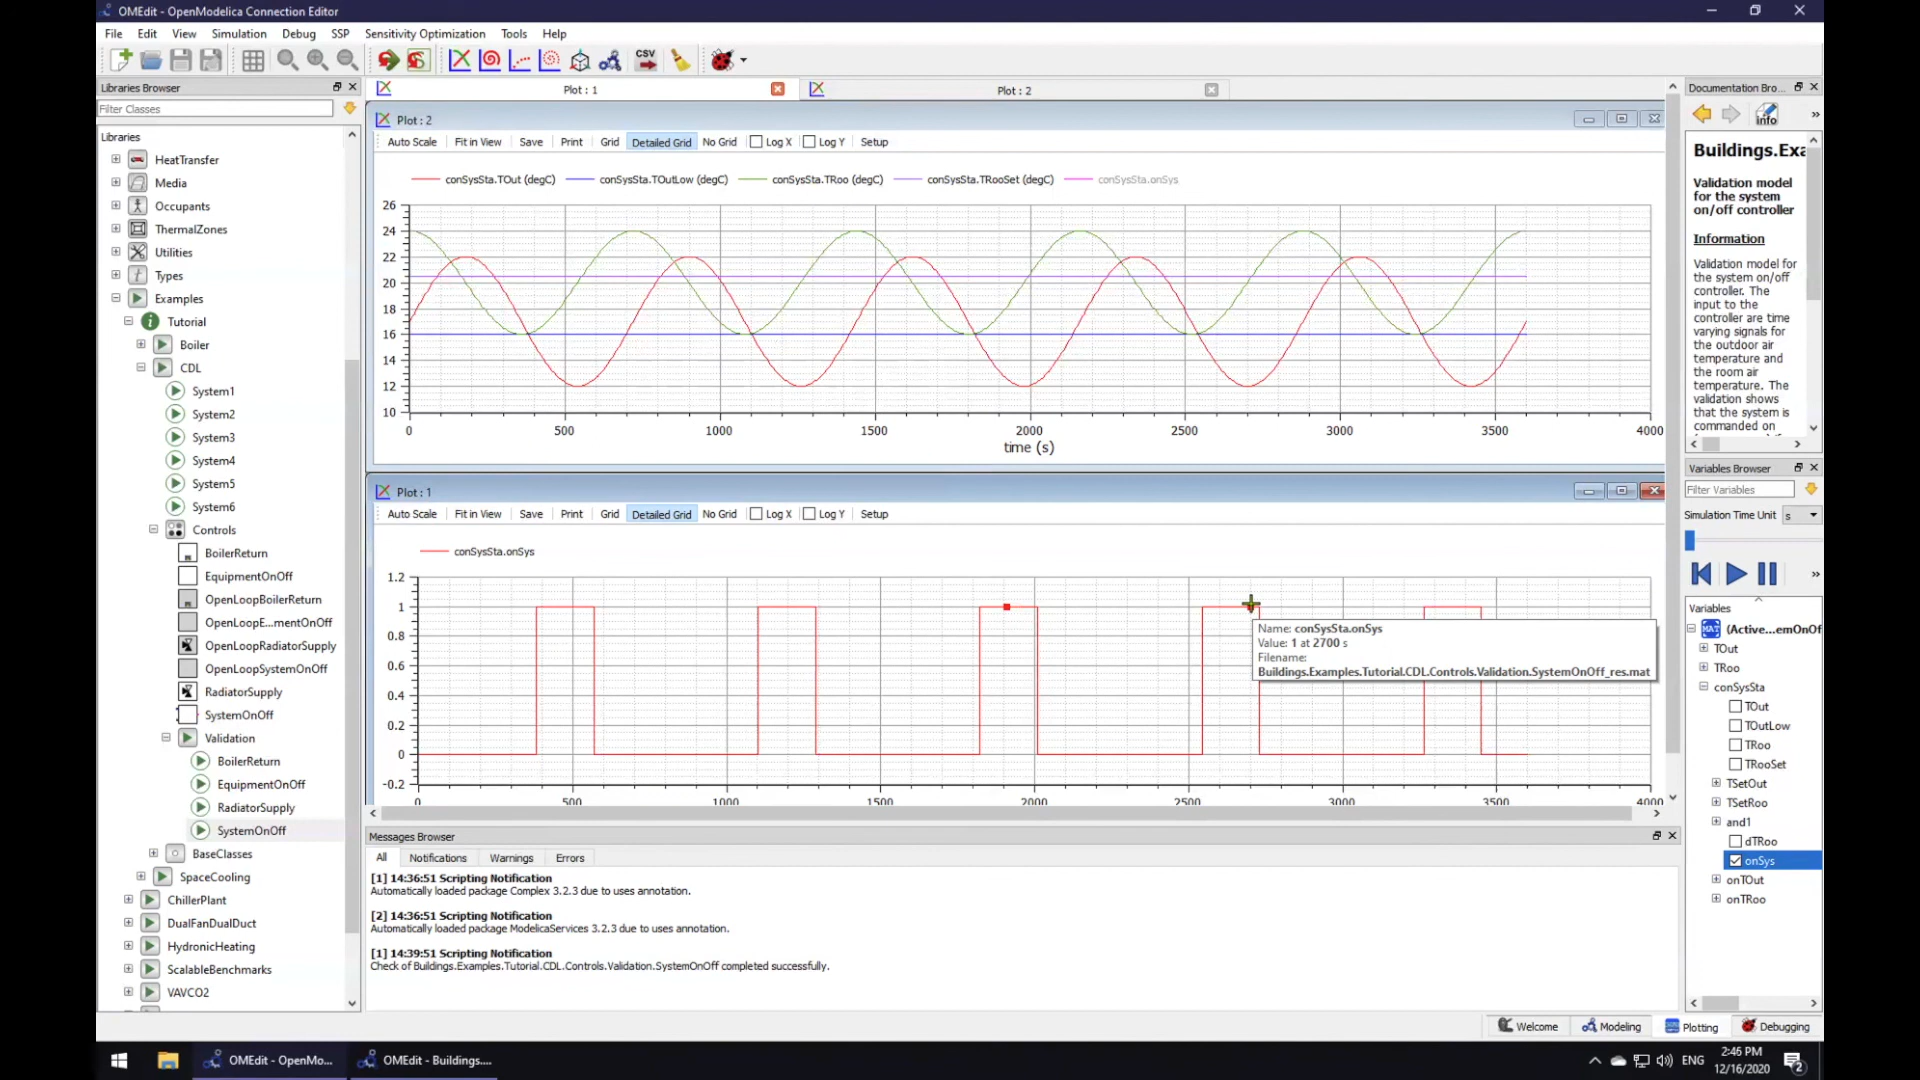 OMEdit - OpenModelica Connection Editor
File Edit View Simulation Debug SSP Sensitivity Optimization Tools Help
CSV
Libraries Browser
Filter Classes
Libraries
HeatTransfer
Media
Occupants
ThermalZones
Utilities
Types
Examples
Tutorial
Boiler
CDL
System1
System2
System3
System4
System5
System6
Controls
BoilerReturn
EquipmentOnOff
OpenLoopBoilerReturn
OpenLoopE...mentOnOff
OpenLoopRadiatorSupply
OpenLoopSystemOnOff
RadiatorSupply
SystemOnOff
Validation
BoilerReturn
EquipmentOnOff
RadiatorSupply
SystemOnOff
BaseClasses
SpaceCooling
ChillerPlant
DualFanDualDuct
HydronicHeating
ScalableBenchmarks
VAVCO2
Plot : 1
Plot : 2
Plot : 2
Auto Scale Fit in View Save Print Grid Detailed Grid No Grid Log X Log Y Setup
conSysSta.TOut (degC) conSysSta.TOutLow (degC) conSysSta.TRoo (degC) conSysSta.TRooSet (degC) conSysSta.onSys
26
24
22
20
18
16
14
12
10
0 500 1000 1500 2000 2500 3000 3500 4000
time (s)
Plot : 1
Auto Scale Fit in View Save Print Grid Detailed Grid No Grid Log X Log Y Setup
conSysSta.onSys
1.2
1
0.8
0.6
0.4
0.2
0
-0.2
0 500 1000 1500 2000 2500 3000 3500 4000
Name: conSysSta.onSys
Value: 1 at 2700 s
Filename:
Buildings.Examples.Tutorial.CDL.Controls.Validation.SystemOnOff_res.mat
Messages Browser
All Notifications Warnings Errors
[1] 14:36:51 Scripting Notification
Automatically loaded package Complex 3.2.3 due to uses annotation.
[2] 14:36:51 Scripting Notification
Automatically loaded package ModelicaServices 3.2.3 due to uses annotation.
[1] 14:39:51 Scripting Notification
Check of Buildings.Examples.Tutorial.CDL.Controls.Validation.SystemOnOff completed successfully.
Documentation Bro...
info
Buildings.Exa
Validation model
for the system
on/off controller
Information
Validation model for
the system on/off
controller. The
input to the
controller are time
varying signals for
the outdoor air
temperature and
the room air
temperature. The
validation shows
that the system is
commanded on
Variables Browser
Filter Variables
Simulation Time Unit s
Variables
MAT (Active...emOnOf
TOut
TRoo
conSysSta
TOut
TOutLow
TRoo
TRooSet
TSetOut
TSetRoo
and1
dTRoo
onSys
onTOut
onTRoo
Welcome Modeling Plotting Debugging
OMEdit - OpenMo...
OMEdit - Buildings....
ENG
2:46 PM
12/16/2020
2